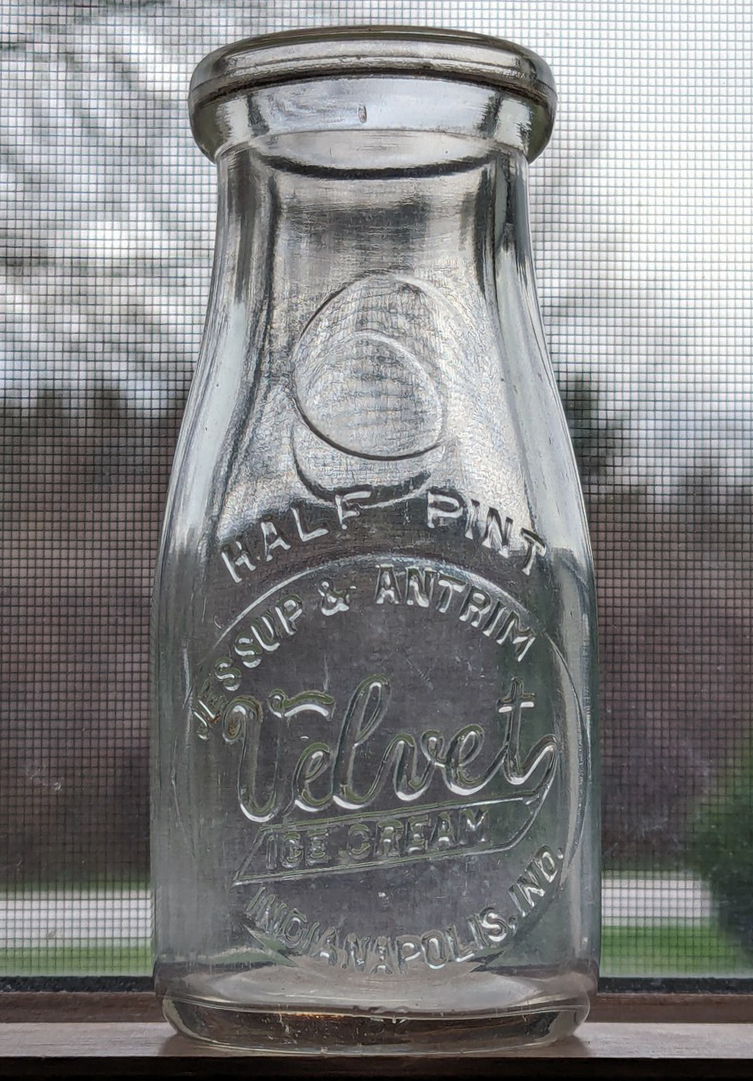 HALF PINT
JESSUP & ANTRIM
Velvet
ICE CREAM
INDIANAPOLIS, IND.